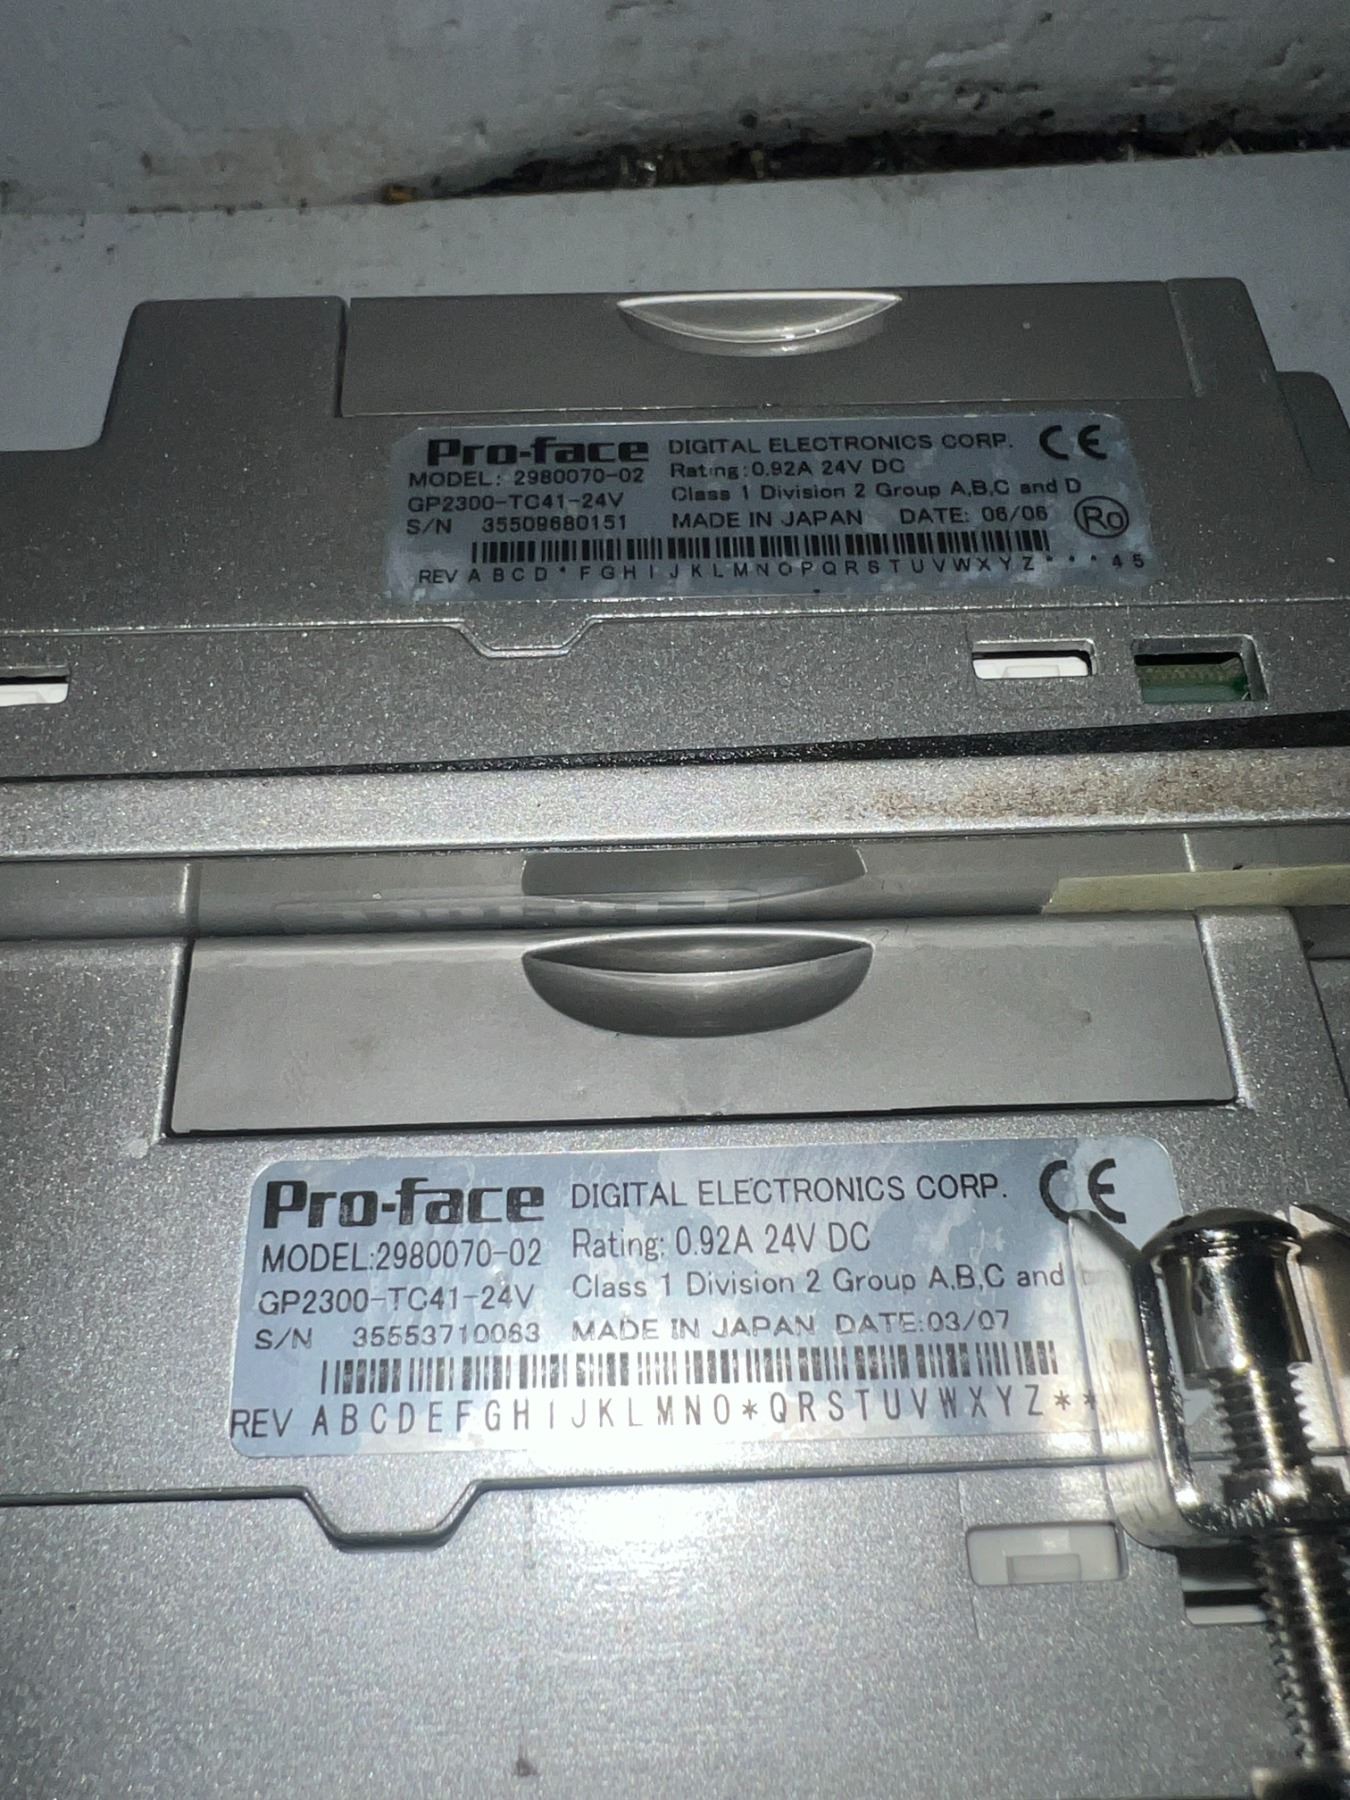 Pro-face DIGITAL ELECTRONICS CORP. CE
MODEL: 2980070-02 Rating: 0.92A 24V DC
GP2300-TC41-24V Class 1 Division 2 Group A,B,C and D
S/N 35509680151 MADE IN JAPAN DATE: 06/06 Ro
REV A B C D * F G H I J K L M N O P Q R S T U V W X Y Z * * * 4 5
Pro-face DIGITAL ELECTRONICS CORP. CE
MODEL:2980070-02 Rating: 0.92A 24V DC
GP2300-TC41-24V Class 1 Division 2 Group A,B,C and
S/N 35553710063 MADE IN JAPAN DATE:03/07
REV A B C D E F G H I J K L M N O * Q R S T U V W X Y Z * *